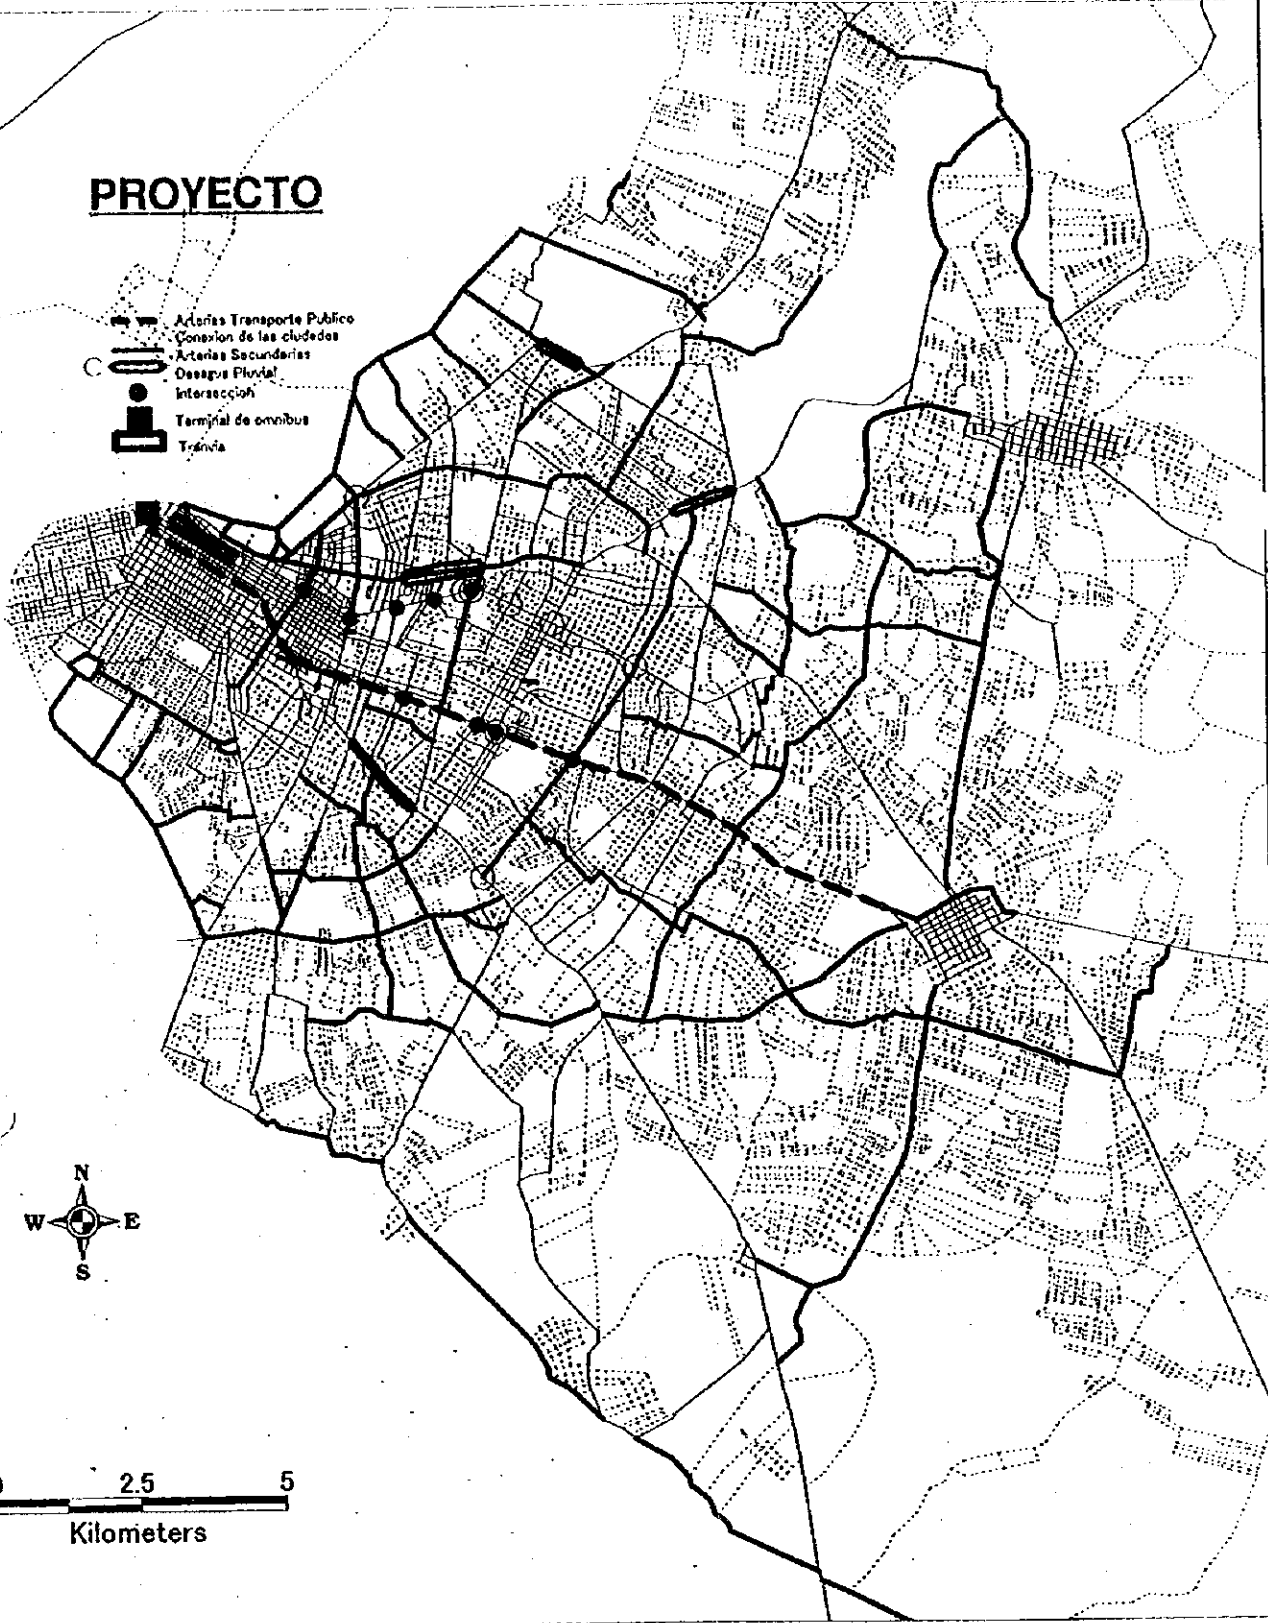 PROYECTO
Arterias Transporte Publico
Conexion de las ciudades
Arterias Secundarias
C Desague Pluvial
Interseccion
Terminal de omnibus
Tranvia
N
W E
S
2.5 5
Kilometers